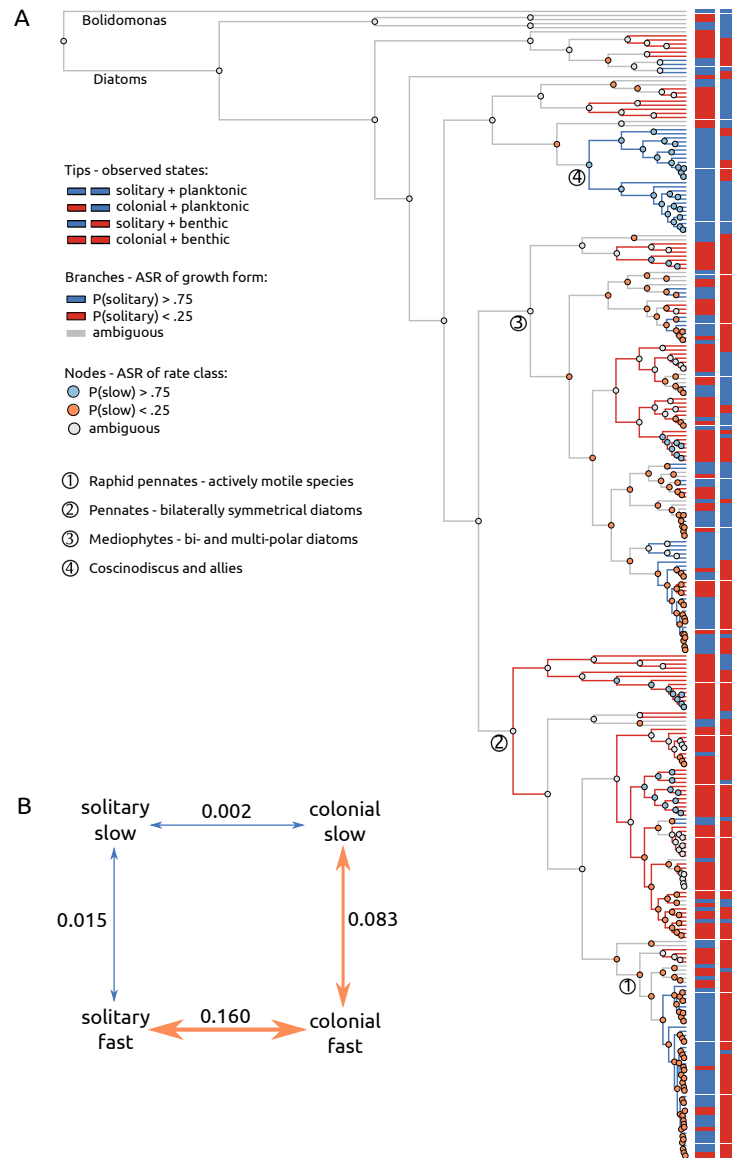 A
Bolidomonas
Diatoms
Tips - observed states:
solitary + planktonic
colonial + planktonic
solitary + benthic
colonial + benthic
Branches - ASR of growth form:
P(solitary) > .75
P(solitary) < .25
ambiguous
Nodes - ASR of rate class:
P(slow) > .75
P(slow) < .25
ambiguous
1 Raphid pennates - actively motile species
2 Pennates - bilaterally symmetrical diatoms
3 Mediophytes - bi- and multi-polar diatoms
4 Coscinodiscus and allies
4
3
2
1
B
solitary
slow
0.002
colonial
slow
0.015
0.083
solitary
fast
0.160
colonial
fast